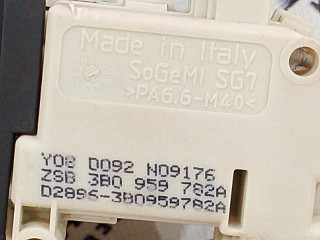 Made in Italy
SoGeMI SG7
>PA6.6-M40<
Y08 D092 N09176
ZSB 3B0 959 782A
D2896-3B0959782A